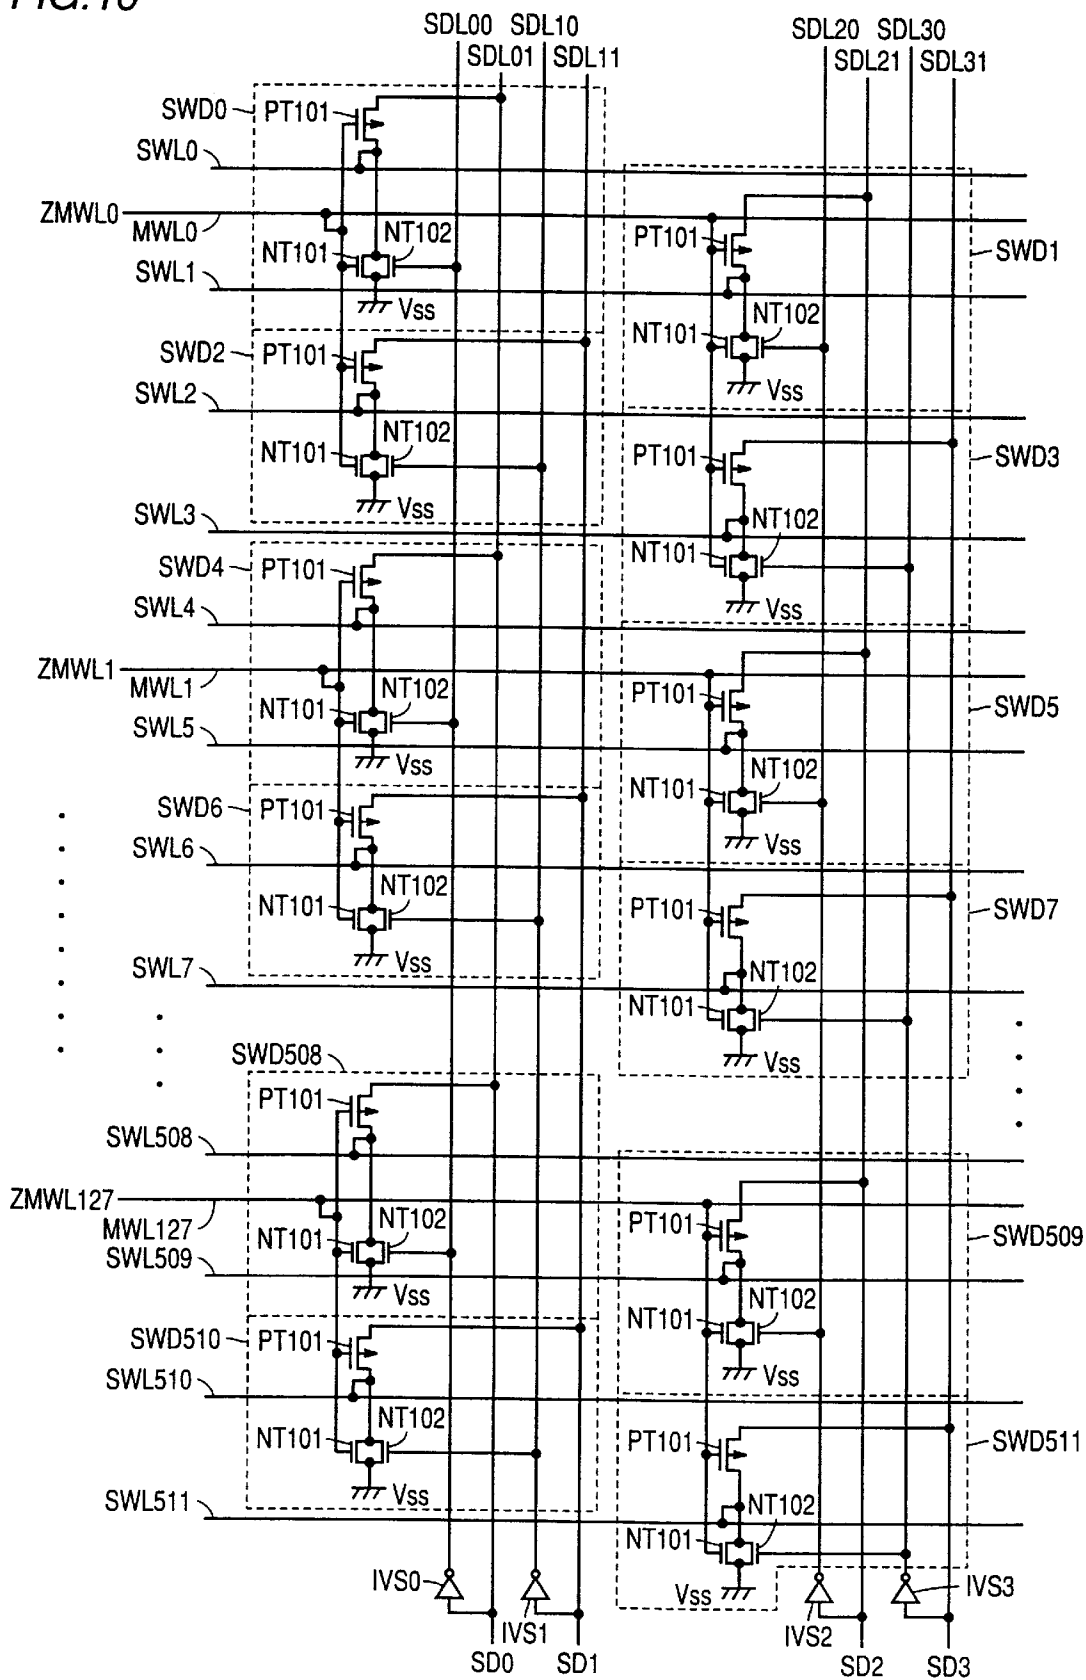 FIG.10
SDL00 SDL10
SDL01 SDL11
SDL20 SDL30
SDL21 SDL31
SWD0 PT101
SWL0
ZMWL0
MWL0
NT101 NT102
SWL1
Vss
PT101 SWD1
NT101 NT102
Vss
SWD2 PT101
SWL2
NT101 NT102
Vss
PT101 SWD3
SWL3
NT101 NT102
Vss
SWD4 PT101
SWL4
ZMWL1
MWL1
NT101 NT102
SWL5
Vss
PT101 SWD5
NT101 NT102
Vss
SWD6 PT101
SWL6
NT101 NT102
Vss
PT101 SWD7
SWL7
NT101 NT102
Vss
SWD508
PT101
SWL508
ZMWL127
MWL127
NT101 NT102
SWL509
Vss
PT101 SWD509
NT101 NT102
Vss
SWD510 PT101
SWL510
NT101 NT102
Vss
PT101 SWD511
SWL511
NT101 NT102
Vss
IVS0 IVS1 IVS2 IVS3
SD0 SD1 SD2 SD3